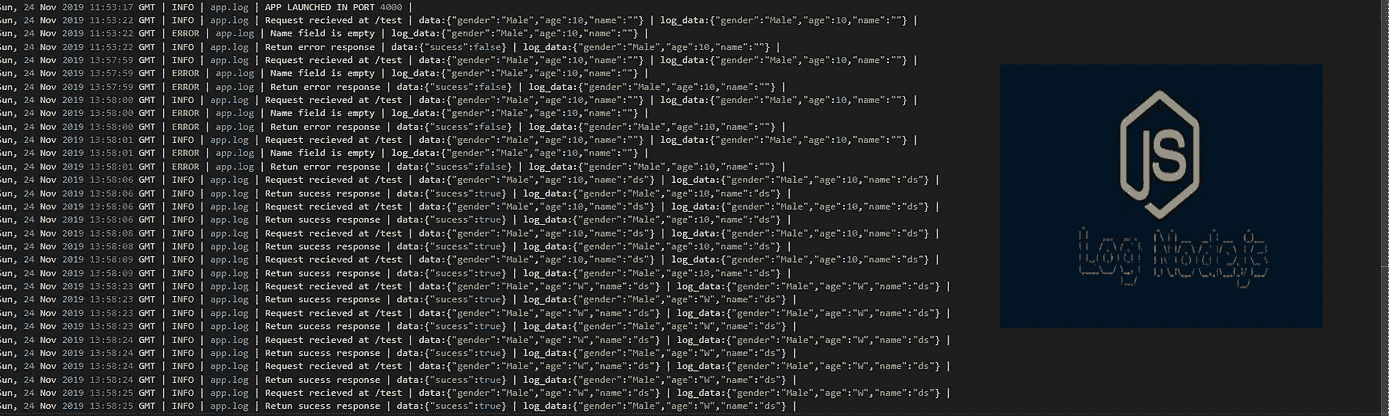 Sun, 24 Nov 2019 11:53:17 GMT | INFO | app.log | APP LAUNCHED IN PORT 4000 |
Sun, 24 Nov 2019 11:53:22 GMT | INFO | app.log | Request recieved at /test | data:{"gender":"Male","age":10,"name":""} | log_data:{"gender":"Male","age":10,"name":""} |
Sun, 24 Nov 2019 11:53:22 GMT | ERROR | app.log | Name field is empty | log_data:{"gender":"Male","age":10,"name":""} |
Sun, 24 Nov 2019 11:53:22 GMT | INFO | app.log | Retun error response | data:{"sucess":false} | log_data:{"gender":"Male","age":10,"name":""} |
Sun, 24 Nov 2019 13:57:59 GMT | INFO | app.log | Request recieved at /test | data:{"gender":"Male","age":10,"name":""} | log_data:{"gender":"Male","age":10,"name":""} |
Sun, 24 Nov 2019 13:57:59 GMT | ERROR | app.log | Name field is empty | log_data:{"gender":"Male","age":10,"name":""} |
Sun, 24 Nov 2019 13:57:59 GMT | ERROR | app.log | Retun error response | data:{"sucess":false} | log_data:{"gender":"Male","age":10,"name":""} |
Sun, 24 Nov 2019 13:58:00 GMT | INFO | app.log | Request recieved at /test | data:{"gender":"Male","age":10,"name":""} | log_data:{"gender":"Male","age":10,"name":""} |
Sun, 24 Nov 2019 13:58:00 GMT | ERROR | app.log | Name field is empty | log_data:{"gender":"Male","age":10,"name":""} |
Sun, 24 Nov 2019 13:58:00 GMT | ERROR | app.log | Retun error response | data:{"sucess":false} | log_data:{"gender":"Male","age":10,"name":""} |
Sun, 24 Nov 2019 13:58:01 GMT | INFO | app.log | Request recieved at /test | data:{"gender":"Male","age":10,"name":""} | log_data:{"gender":"Male","age":10,"name":""} |
Sun, 24 Nov 2019 13:58:01 GMT | ERROR | app.log | Name field is empty | log_data:{"gender":"Male","age":10,"name":""} |
Sun, 24 Nov 2019 13:58:01 GMT | ERROR | app.log | Retun error response | data:{"sucess":false} | log_data:{"gender":"Male","age":10,"name":""} |
Sun, 24 Nov 2019 13:58:06 GMT | INFO | app.log | Request recieved at /test | data:{"gender":"Male","age":10,"name":"ds"} | log_data:{"gender":"Male","age":10,"name":"ds"} |
Sun, 24 Nov 2019 13:58:06 GMT | INFO | app.log | Retun sucess response | data:{"sucess":true} | log_data:{"gender":"Male","age":10,"name":"ds"} |
Sun, 24 Nov 2019 13:58:06 GMT | INFO | app.log | Request recieved at /test | data:{"gender":"Male","age":10,"name":"ds"} | log_data:{"gender":"Male","age":10,"name":"ds"} |
Sun, 24 Nov 2019 13:58:06 GMT | INFO | app.log | Retun sucess response | data:{"sucess":true} | log_data:{"gender":"Male","age":10,"name":"ds"} |
Sun, 24 Nov 2019 13:58:08 GMT | INFO | app.log | Request recieved at /test | data:{"gender":"Male","age":10,"name":"ds"} | log_data:{"gender":"Male","age":10,"name":"ds"} |
Sun, 24 Nov 2019 13:58:08 GMT | INFO | app.log | Retun sucess response | data:{"sucess":true} | log_data:{"gender":"Male","age":10,"name":"ds"} |
Sun, 24 Nov 2019 13:58:09 GMT | INFO | app.log | Request recieved at /test | data:{"gender":"Male","age":10,"name":"ds"} | log_data:{"gender":"Male","age":10,"name":"ds"} |
Sun, 24 Nov 2019 13:58:09 GMT | INFO | app.log | Retun sucess response | data:{"sucess":true} | log_data:{"gender":"Male","age":10,"name":"ds"} |
Sun, 24 Nov 2019 13:58:23 GMT | INFO | app.log | Request recieved at /test | data:{"gender":"Male","age":"W","name":"ds"} | log_data:{"gender":"Male","age":"W","name":"ds"} |
Sun, 24 Nov 2019 13:58:23 GMT | INFO | app.log | Retun sucess response | data:{"sucess":true} | log_data:{"gender":"Male","age":"W","name":"ds"} |
Sun, 24 Nov 2019 13:58:23 GMT | INFO | app.log | Request recieved at /test | data:{"gender":"Male","age":"W","name":"ds"} | log_data:{"gender":"Male","age":"W","name":"ds"} |
Sun, 24 Nov 2019 13:58:23 GMT | INFO | app.log | Retun sucess response | data:{"sucess":true} | log_data:{"gender":"Male","age":"W","name":"ds"} |
Sun, 24 Nov 2019 13:58:24 GMT | INFO | app.log | Request recieved at /test | data:{"gender":"Male","age":"W","name":"ds"} | log_data:{"gender":"Male","age":"W","name":"ds"} |
Sun, 24 Nov 2019 13:58:24 GMT | INFO | app.log | Retun sucess response | data:{"sucess":true} | log_data:{"gender":"Male","age":"W","name":"ds"} |
Sun, 24 Nov 2019 13:58:24 GMT | INFO | app.log | Request recieved at /test | data:{"gender":"Male","age":"W","name":"ds"} | log_data:{"gender":"Male","age":"W","name":"ds"} |
Sun, 24 Nov 2019 13:58:24 GMT | INFO | app.log | Retun sucess response | data:{"sucess":true} | log_data:{"gender":"Male","age":"W","name":"ds"} |
Sun, 24 Nov 2019 13:58:25 GMT | INFO | app.log | Request recieved at /test | data:{"gender":"Male","age":"W","name":"ds"} | log_data:{"gender":"Male","age":"W","name":"ds"} |
Sun, 24 Nov 2019 13:58:25 GMT | INFO | app.log | Retun sucess response | data:{"sucess":true} | log_data:{"gender":"Male","age":"W","name":"ds"} |
JS
Log Nodejs